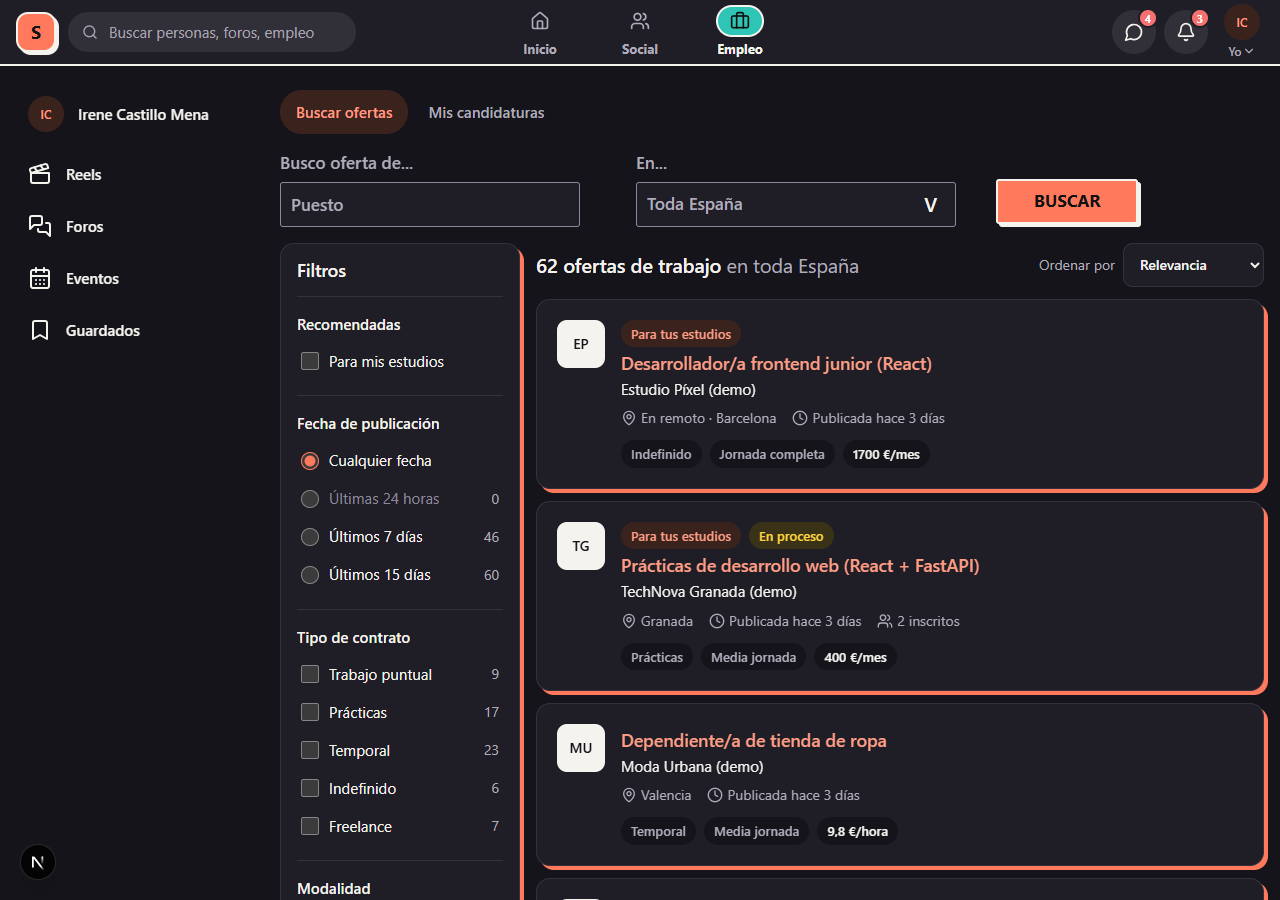 S
Buscar personas, foros, empleo
Inicio
Social
Empleo
4
3
IC
Yo
IC
Irene Castillo Mena
Reels
Foros
Eventos
Guardados
N
Buscar ofertas
Mis candidaturas
Busco oferta de...
Puesto
En...
Toda España
V
BUSCAR
Filtros
Recomendadas
Para mis estudios
Fecha de publicación
Cualquier fecha
Últimas 24 horas 0
Últimos 7 días 46
Últimos 15 días 60
Tipo de contrato
Trabajo puntual 9
Prácticas 17
Temporal 23
Indefinido 6
Freelance 7
Modalidad
62 ofertas de trabajo en toda España
Ordenar por
Relevancia
EP
Para tus estudios
Desarrollador/a frontend junior (React)
Estudio Píxel (demo)
En remoto · Barcelona Publicada hace 3 días
Indefinido Jornada completa 1700 €/mes
TG
Para tus estudios En proceso
Prácticas de desarrollo web (React + FastAPI)
TechNova Granada (demo)
Granada Publicada hace 3 días 2 inscritos
Prácticas Media jornada 400 €/mes
MU
Dependiente/a de tienda de ropa
Moda Urbana (demo)
Valencia Publicada hace 3 días
Temporal Media jornada 9,8 €/hora